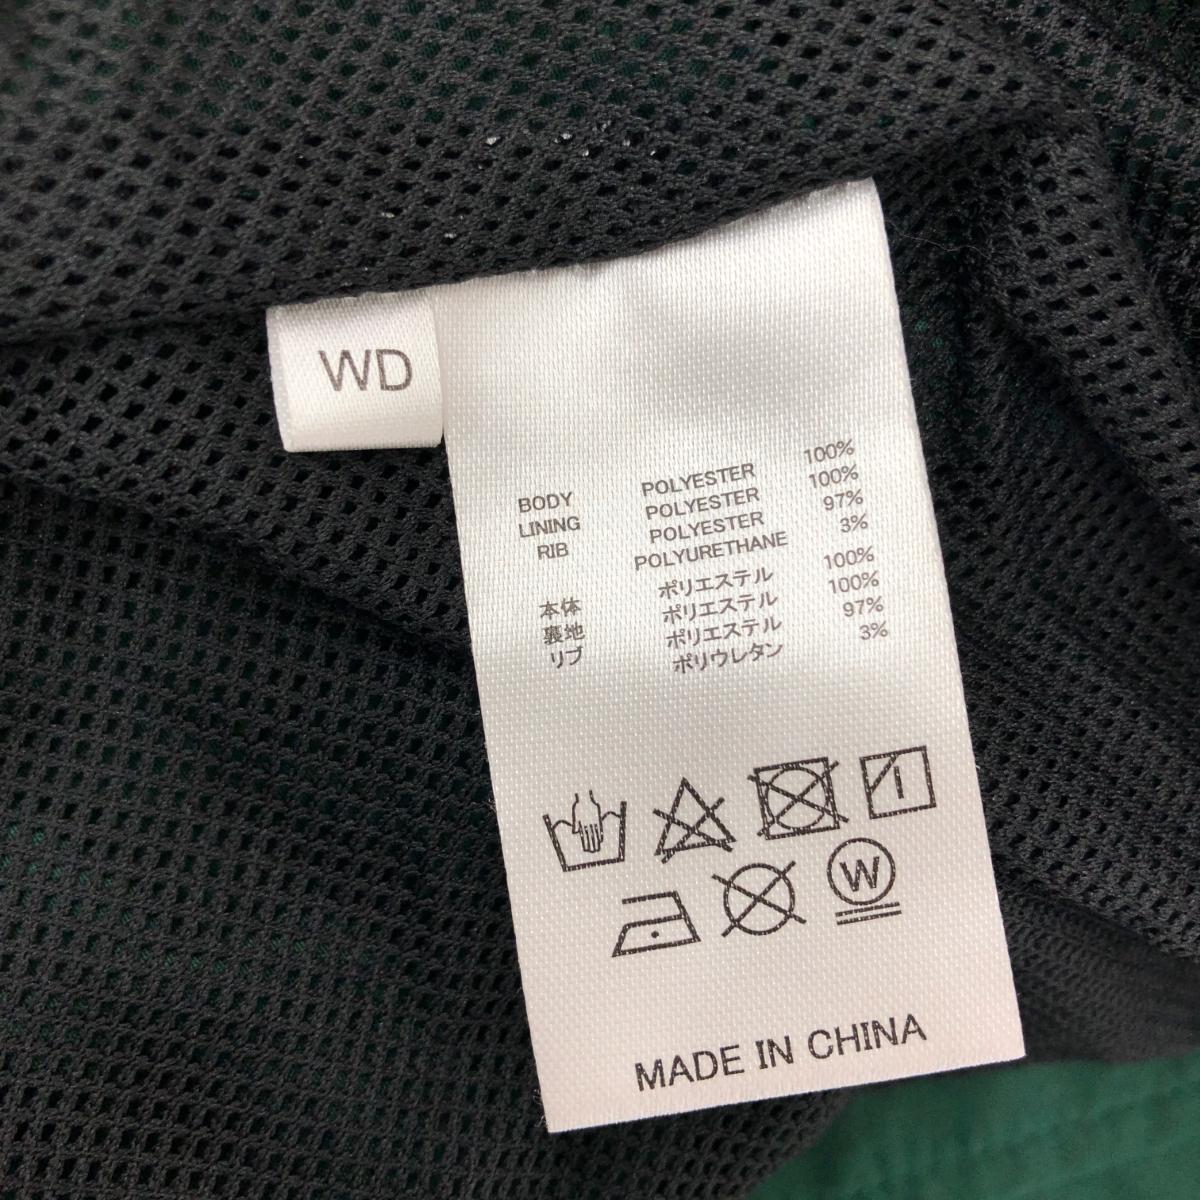 WD
BODY POLYESTER 100%
LINING POLYESTER 100%
RIB POLYESTER 97%
POLYURETHANE 3%
本体 ポリエステル 100%
裏地 ポリエステル 100%
リブ ポリエステル 97%
ポリウレタン 3%
W
MADE IN CHINA